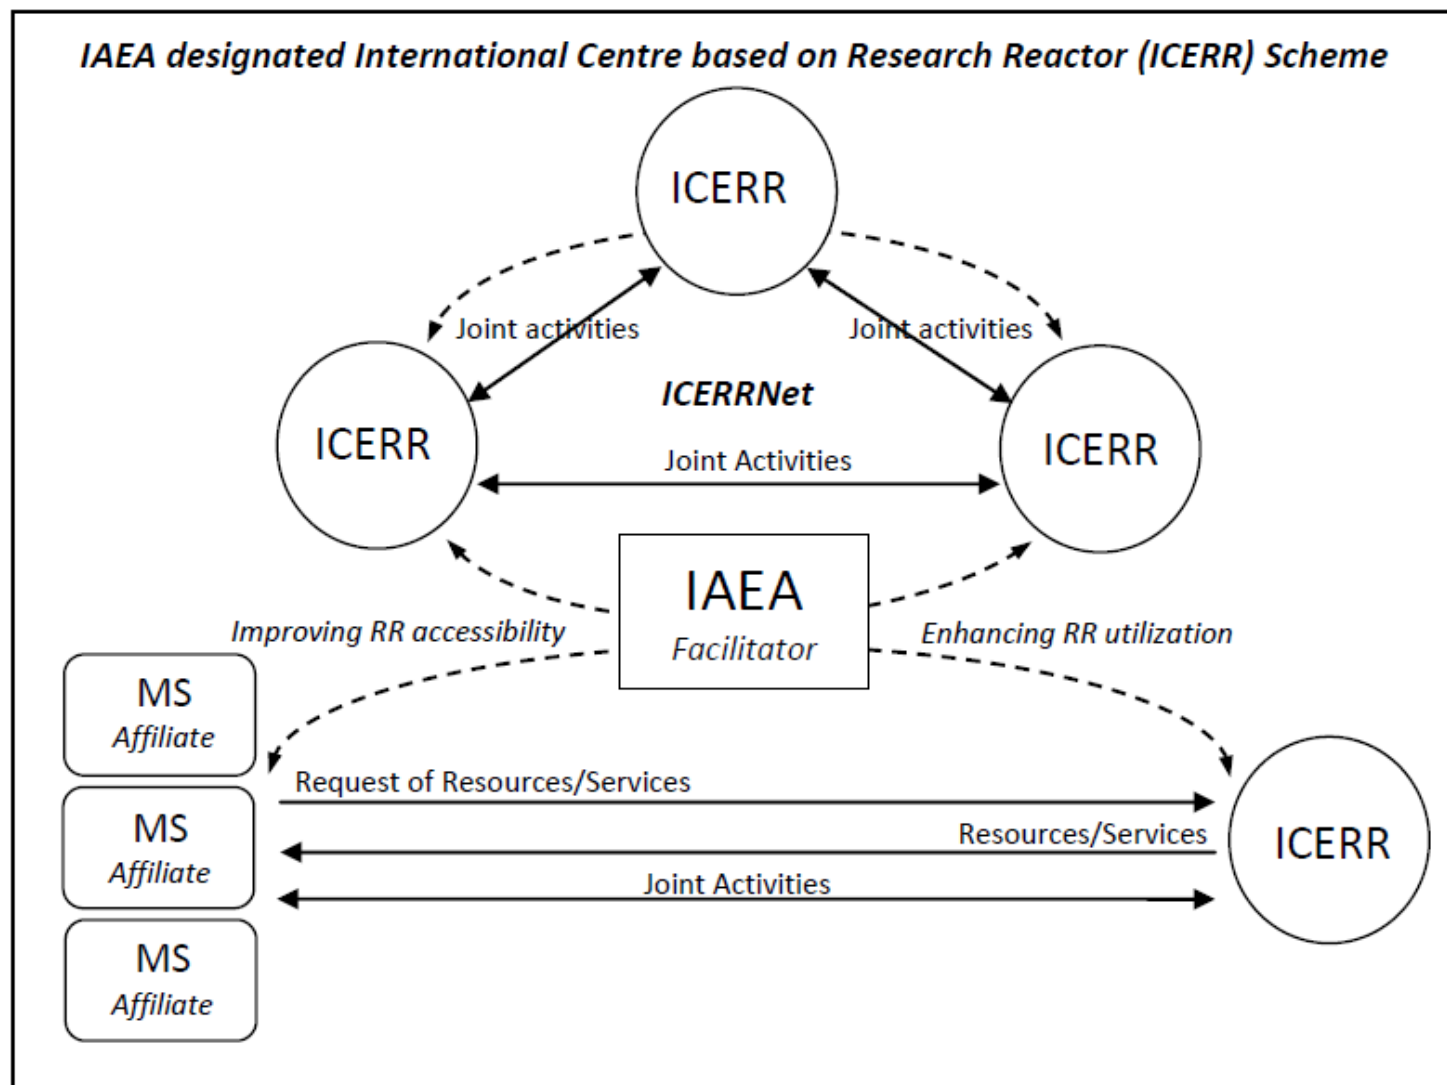 IAEA designated International Centre based on Research Reactor (ICERR) Scheme
ICERR
Joint activities
Joint activities
ICERRNet
ICERR
ICERR
Joint Activities
IAEA
Facilitator
Improving RR accessibility
Enhancing RR utilization
MS
Affiliate
Request of Resources/Services
MS
Affiliate
Resources/Services
ICERR
Joint Activities
MS
Affiliate